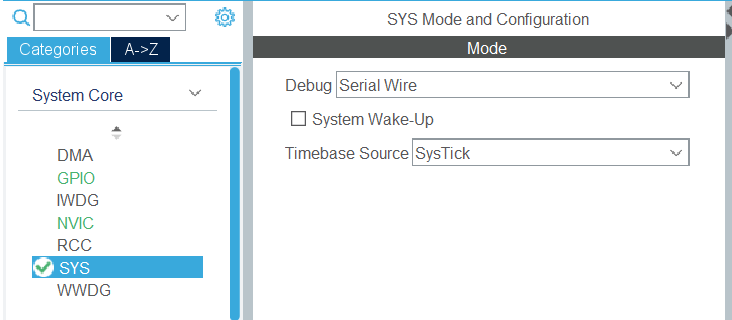 SYS Mode and Configuration
Categories
A->Z
Mode
System Core
Debug Serial Wire
System Wake-Up
Timebase Source SysTick
DMA
GPIO
IWDG
NVIC
RCC
SYS
WWDG